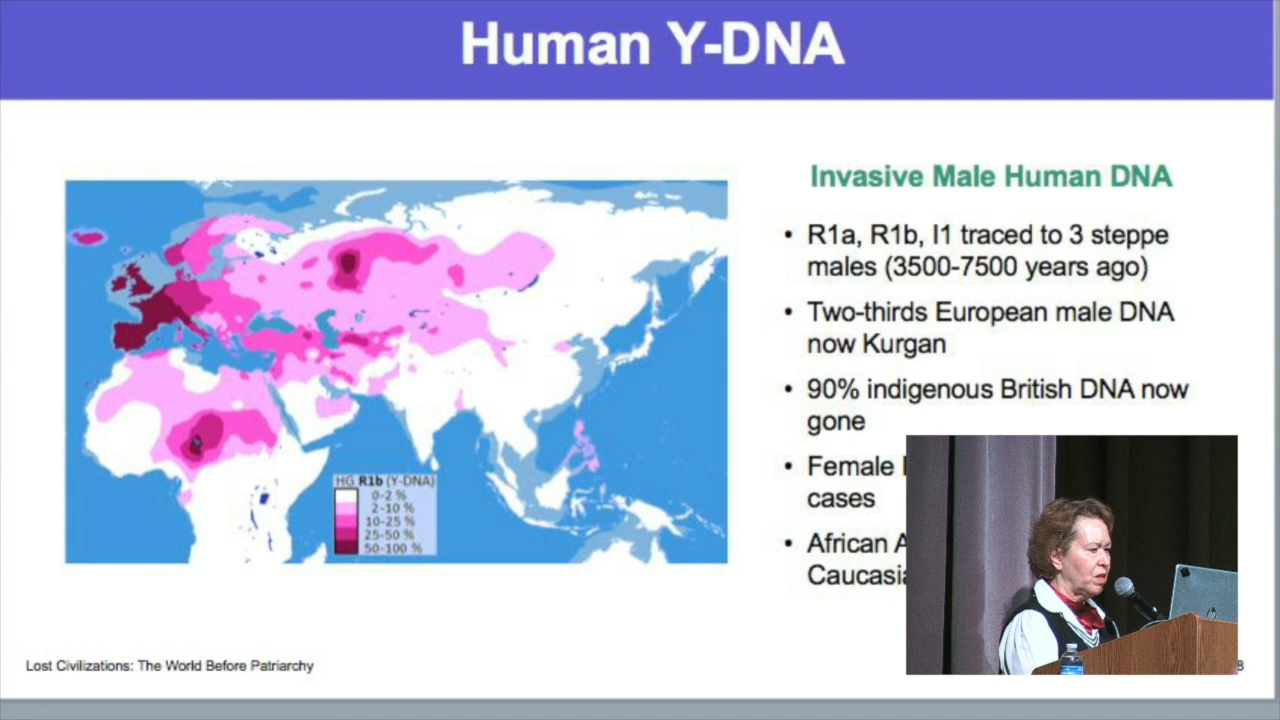 Human Y-DNA
Invasive Male Human DNA
• R1a, R1b, I1 traced to 3 steppe
males (3500-7500 years ago)
• Two-thirds European male DNA
now Kurgan
• 90% indigenous British DNA now
gone
• Female
cases
• African
HG R1b (Y-DNA)
0-2 %
2-10 %
10-25 %
25-50 %
50-100 %
Lost Civilizations: The World Before Patriarchy
8